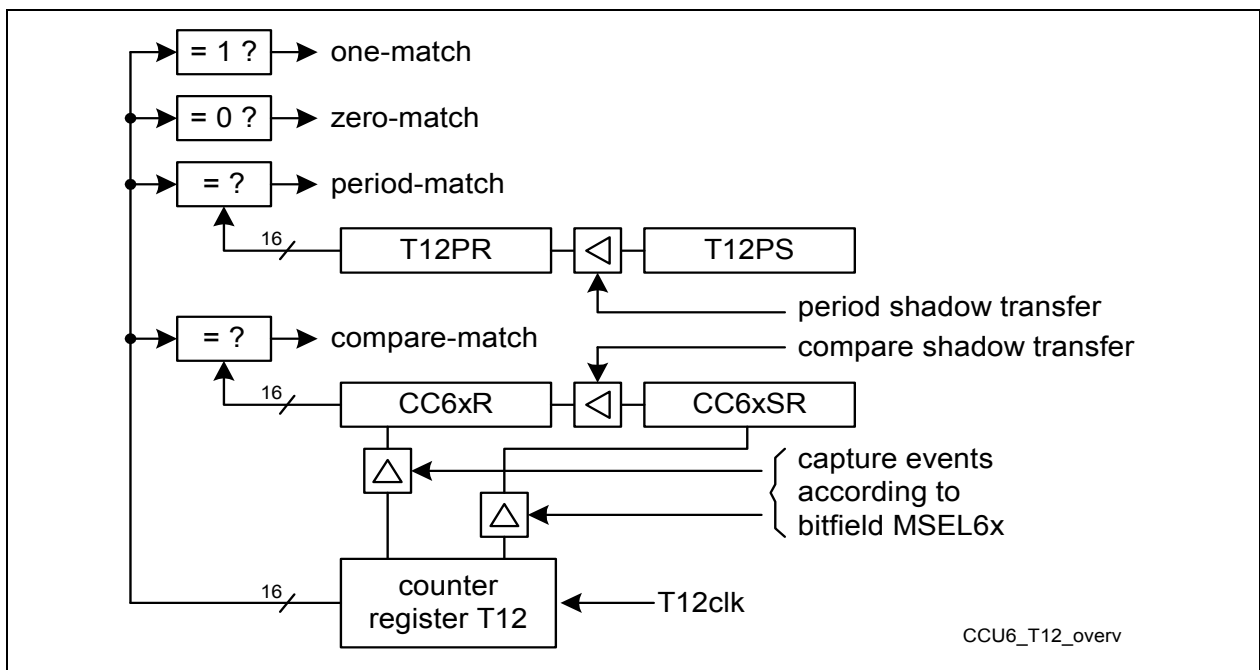 = 1 ?
one-match
= 0 ?
zero-match
= ?
period-match
16
T12PR
T12PS
period shadow transfer
= ?
compare-match
compare shadow transfer
16
CC6xR
CC6xSR
capture events
according to
bitfield MSEL6x
16
counter
register T12
T12clk
CCU6_T12_overv